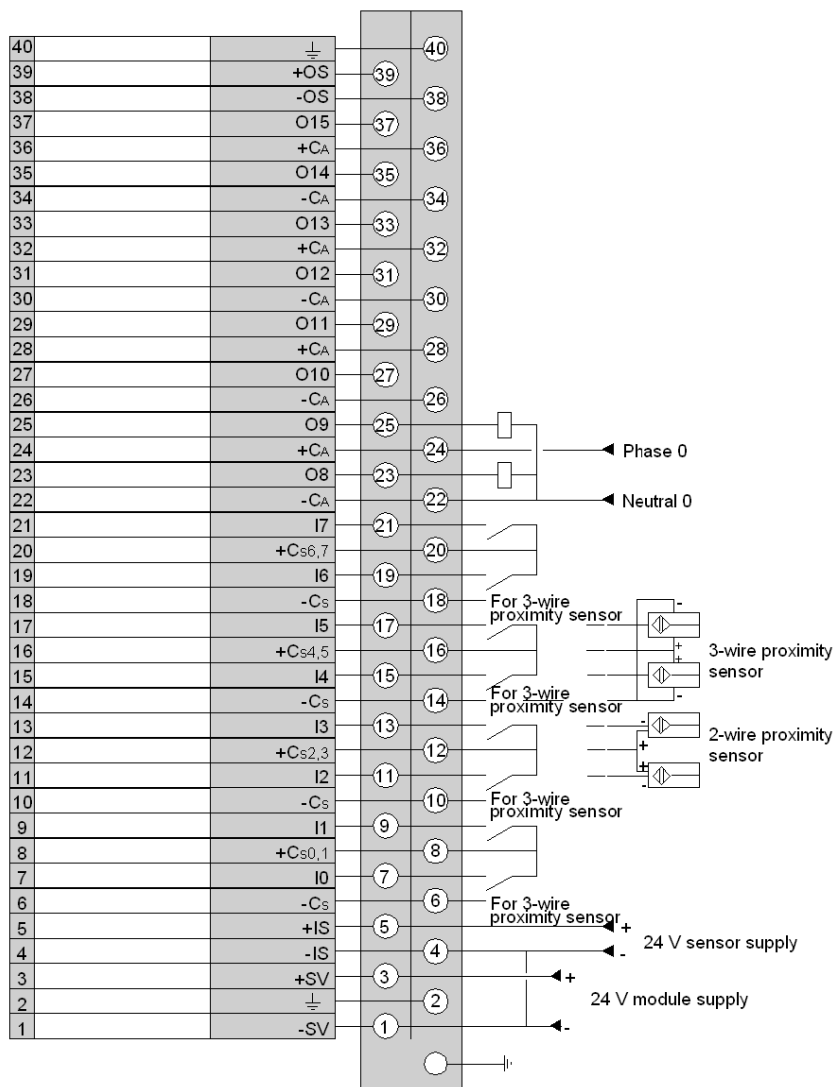 40 40
39 +OS 39
38 -OS 38
37 O15 37
36 +CA 36
35 O14 35
34 -CA 34
33 O13 33
32 +CA 32
31 O12 31
30 -CA 30
29 O11 29
28 +CA 28
27 O10 27
26 -CA 26
25 O9 25
24 +CA 24 Phase 0
23 O8 23
22 -CA 22 Neutral 0
21 I7 21
20 +Cs6,7 20
19 I6 19
18 -Cs 18 For 3-wire
proximity sensor -
17 I5 17
16 +Cs4,5 16 + 3-wire proximity
sensor
+
15 I4 15
14 -Cs 14 For 3-wire -
proximity sensor
13 I3 13 - 2-wire proximity
sensor
12 +Cs2,3 12 +
11 I2 11 +
-
10 -Cs 10 For 3-wire
proximity sensor
9 I1 9
8 +Cs0,1 8
7 I0 7
6 -Cs 6 For 3-wire
proximity sensor
5 +IS 5 +
24 V sensor supply
4 -IS 4 -
3 +SV 3 +
24 V module supply
2 2
1 -SV 1 -